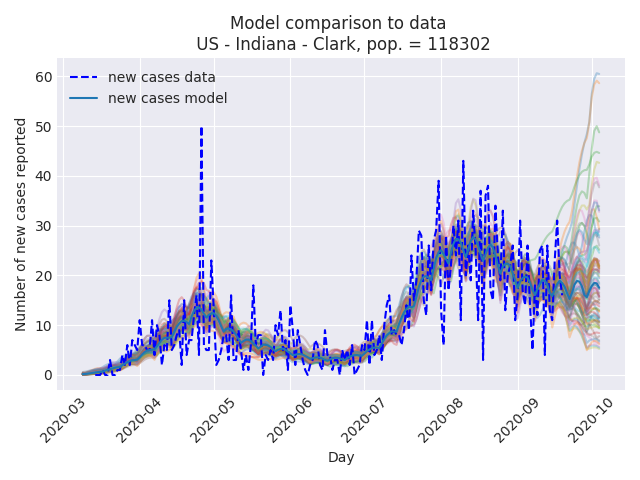 Model comparison to data
US - Indiana - Clark, pop. = 118302
new cases data
new cases model
Number of new cases reported
60
50
40
30
20
10
0
2020-03
2020-04
2020-05
2020-06
2020-07
2020-08
2020-09
2020-10
Day